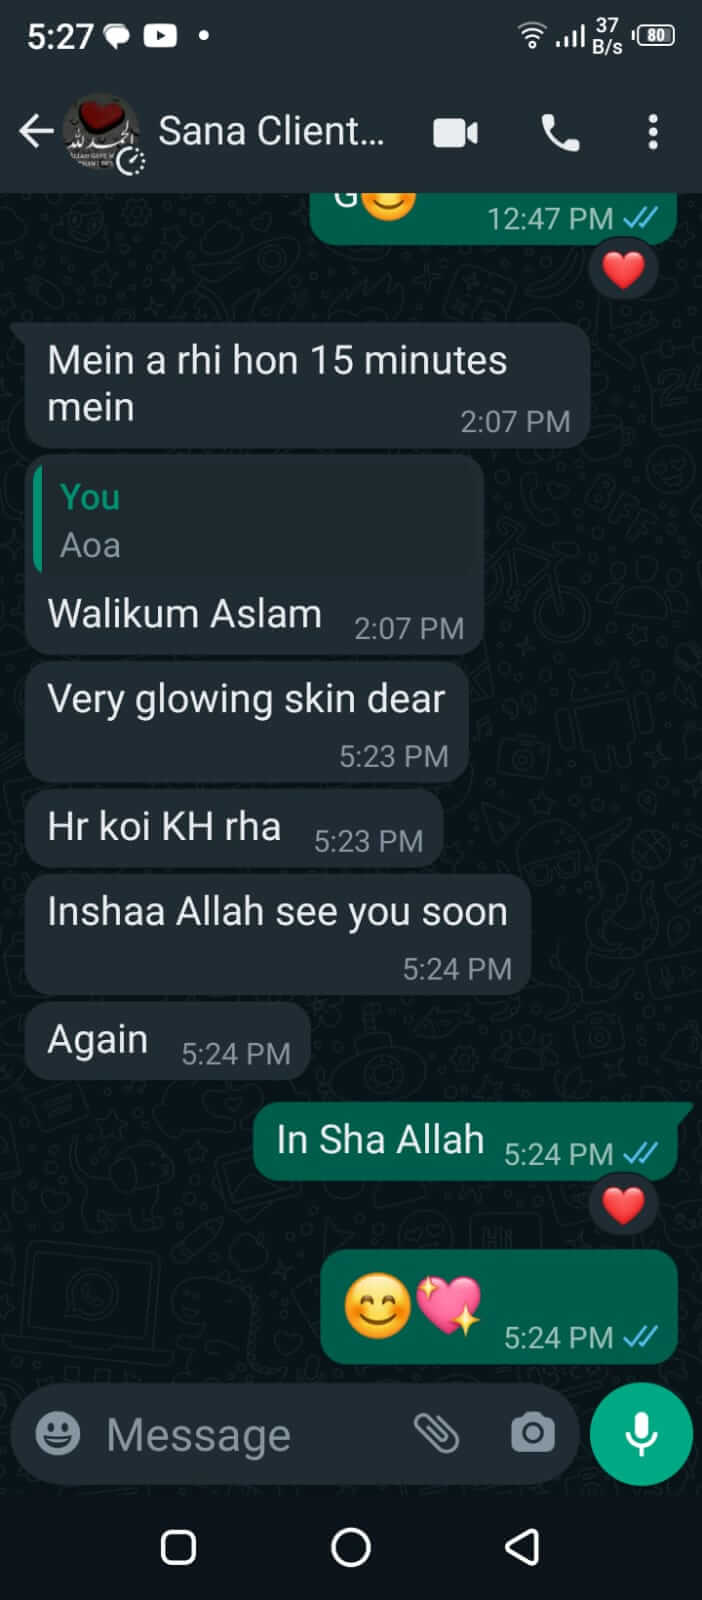 5:27
37
B/s
80
Sana Client...
الحمد لله
G😊
12:47 PM
❤️
Mein a rhi hon 15 minutes
mein
2:07 PM
You
Aoa
Walikum Aslam 2:07 PM
Very glowing skin dear
5:23 PM
Hr koi KH rha 5:23 PM
Inshaa Allah see you soon
5:24 PM
Again 5:24 PM
In Sha Allah 5:24 PM
❤️
😊💖 5:24 PM
Message